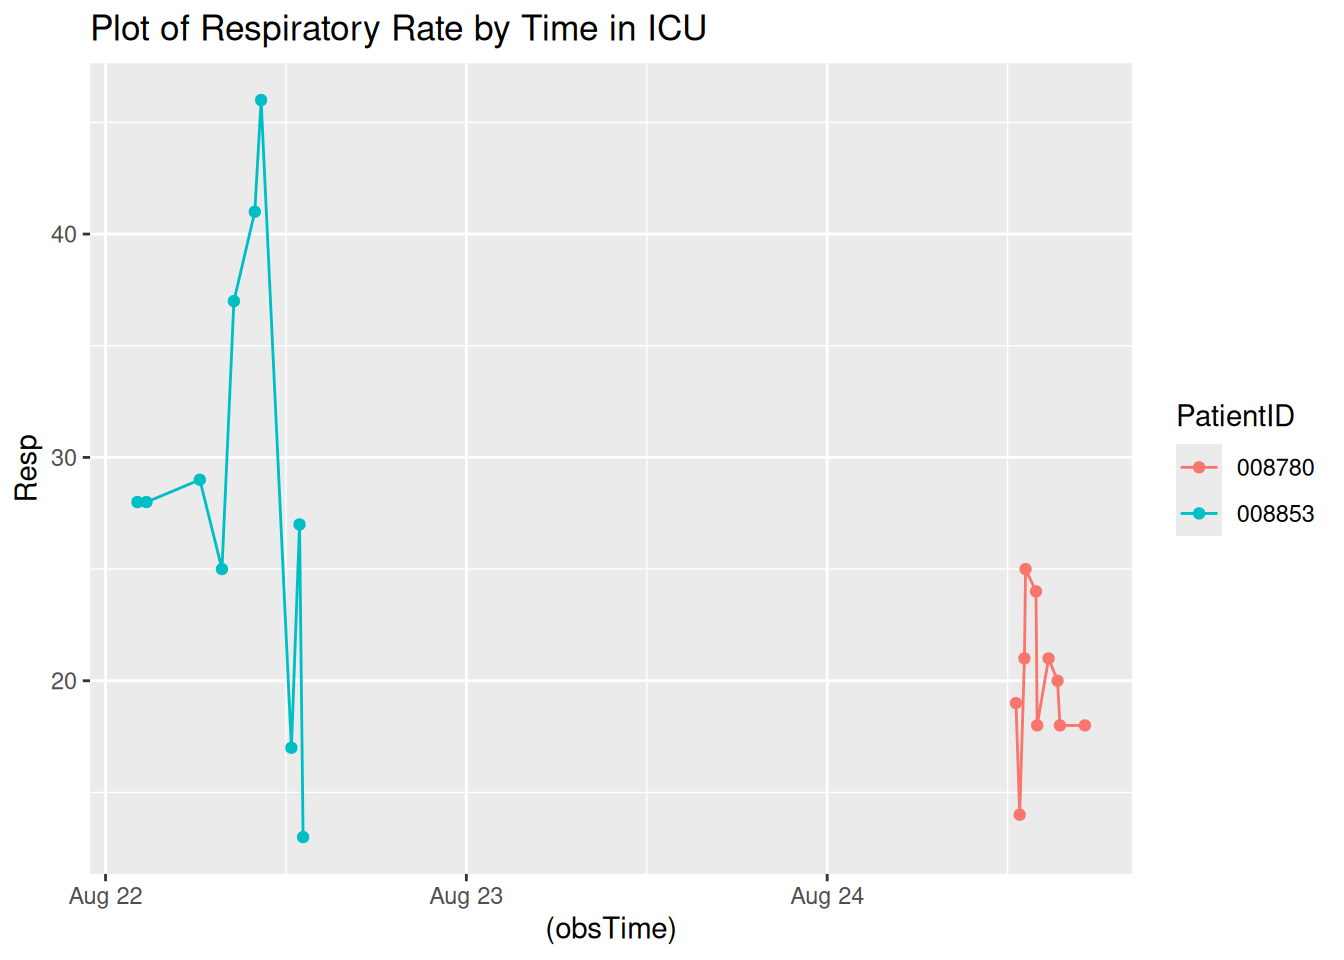 Plot of Respiratory Rate by Time in ICU
Resp
40
30
20
Aug 22
Aug 23
Aug 24
(obsTime)
PatientID
008780
008853